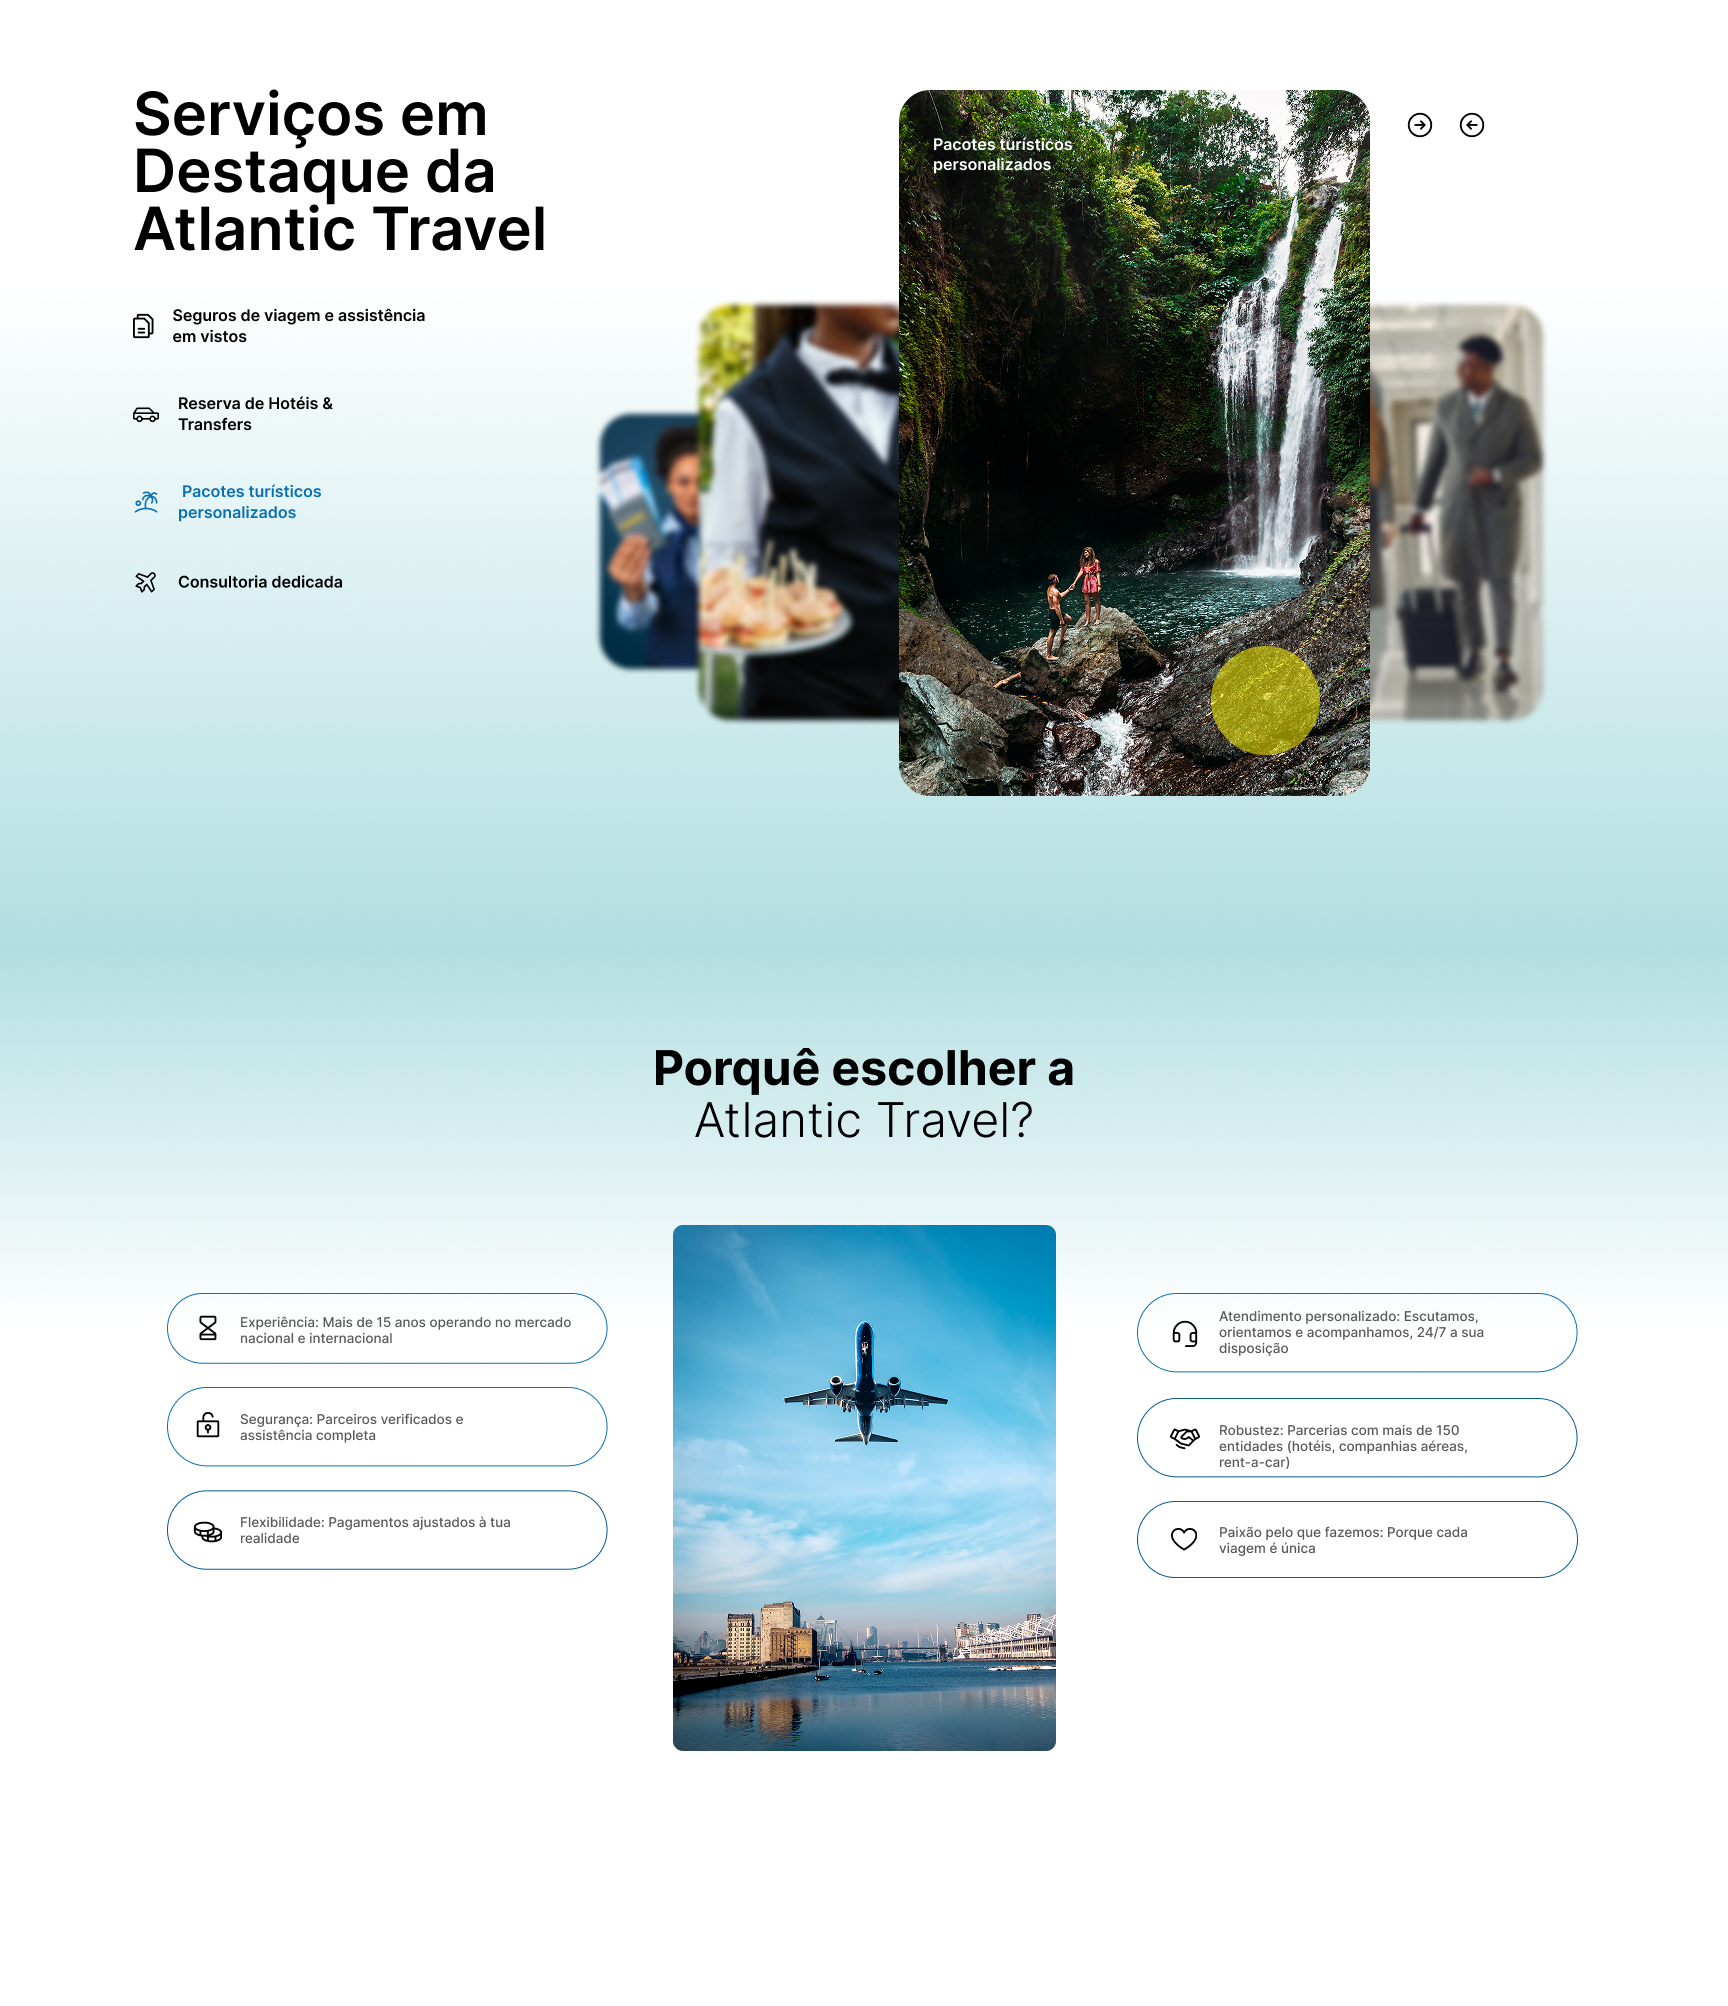 Serviços em
Destaque da
Atlantic Travel
Seguros de viagem e assistência
em vistos
Reserva de Hotéis &
Transfers
Pacotes turísticos
personalizados
Consultoria dedicada
Pacotes turísticos
personalizados
Porquê escolher a
Atlantic Travel?
Experiência: Mais de 15 anos operando no mercado
nacional e internacional
Segurança: Parceiros verificados e
assistência completa
Flexibilidade: Pagamentos ajustados à tua
realidade
Atendimento personalizado: Escutamos,
orientamos e acompanhamos, 24/7 a sua
disposição
Robustez: Parcerias com mais de 150
entidades (hotéis, companhias aéreas,
rent-a-car)
Paixão pelo que fazemos: Porque cada
viagem é única